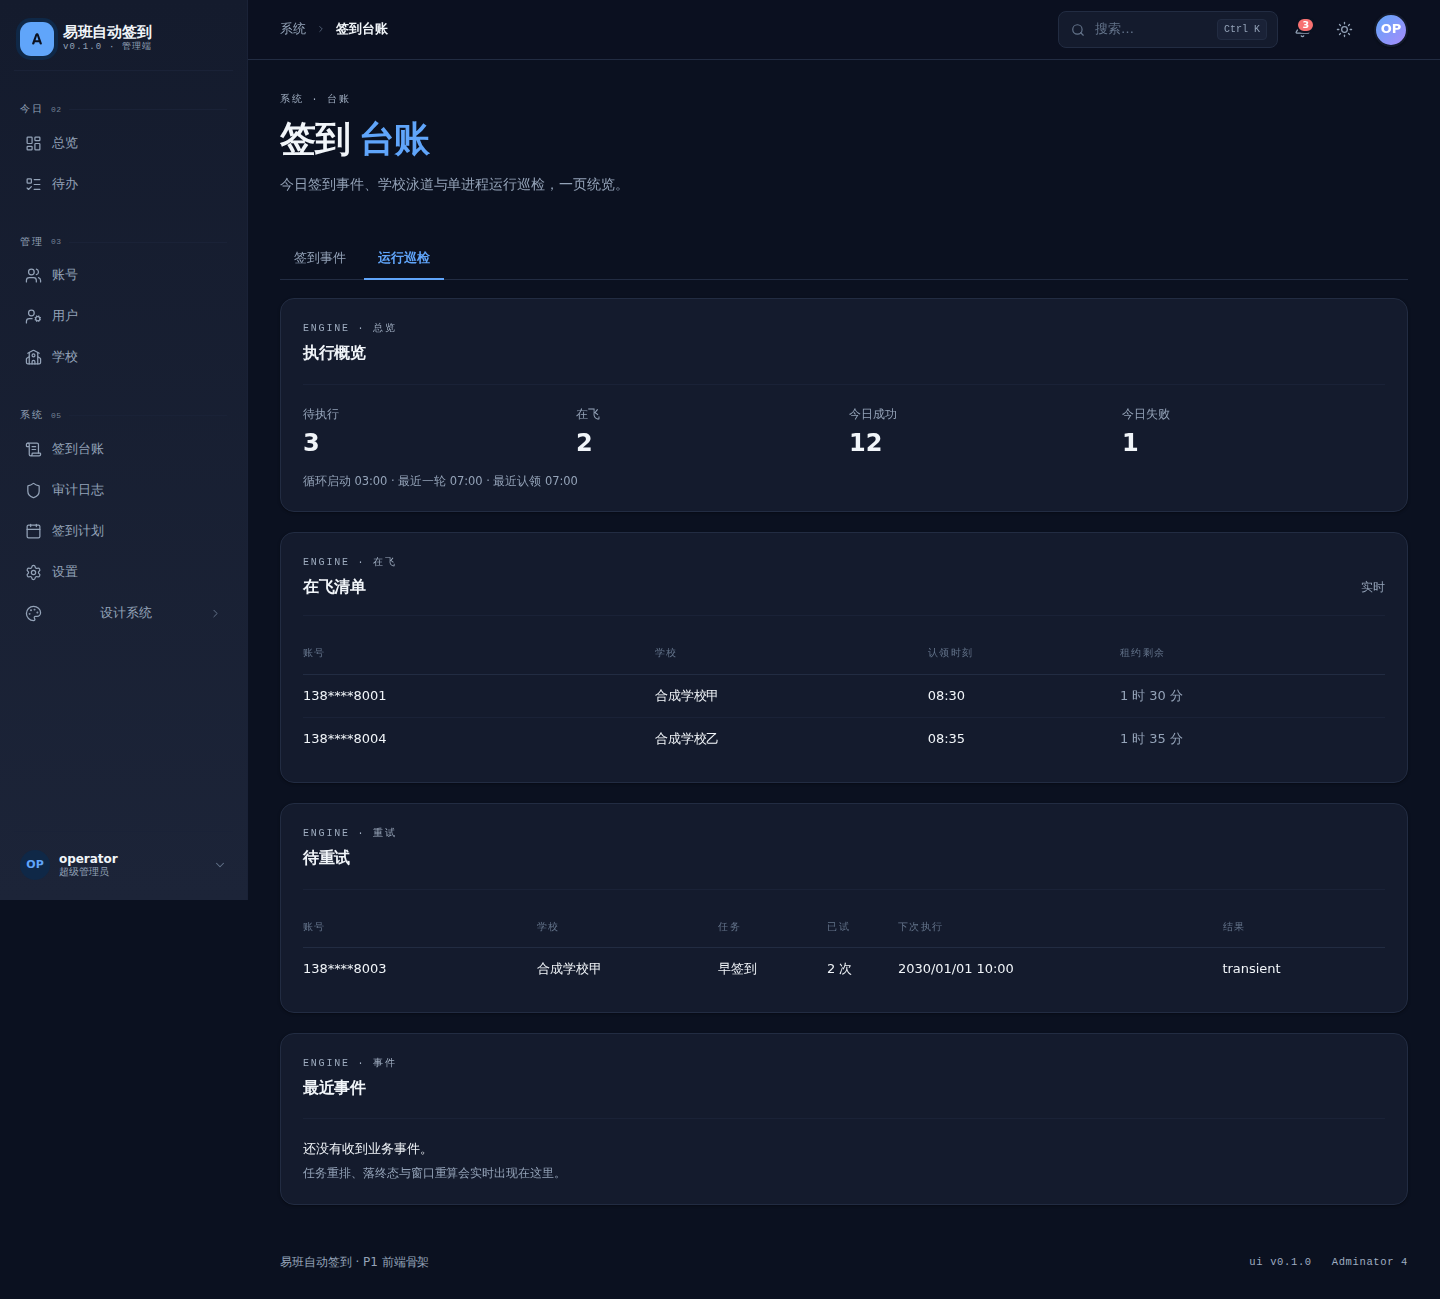 易班自动签到
v0.1.0 · 管理端
今日 02
总览
待办
管理 03
账号
用户
学校
系统 05
签到台账
审计日志
签到计划
设置
设计系统
OP operator
超级管理员
系统 › 签到台账
搜索… Ctrl K 3 OP
系统 · 台账
签到 台账
今日签到事件、学校泳道与单进程运行巡检，一页统览。
签到事件 运行巡检
ENGINE · 总览
执行概览
待执行 在飞 今日成功 今日失败
3 2 12 1
循环启动 03:00 · 最近一轮 07:00 · 最近认领 07:00
ENGINE · 在飞
在飞清单 实时
账号 学校 认领时刻 租约剩余
138****8001 合成学校甲 08:30 1 时 30 分
138****8004 合成学校乙 08:35 1 时 35 分
ENGINE · 重试
待重试
账号 学校 任务 已试 下次执行 结果
138****8003 合成学校甲 早签到 2 次 2030/01/01 10:00 transient
ENGINE · 事件
最近事件
还没有收到业务事件。
任务重排、落终态与窗口重算会实时出现在这里。
易班自动签到 · P1 前端骨架 ui v0.1.0 Adminator 4